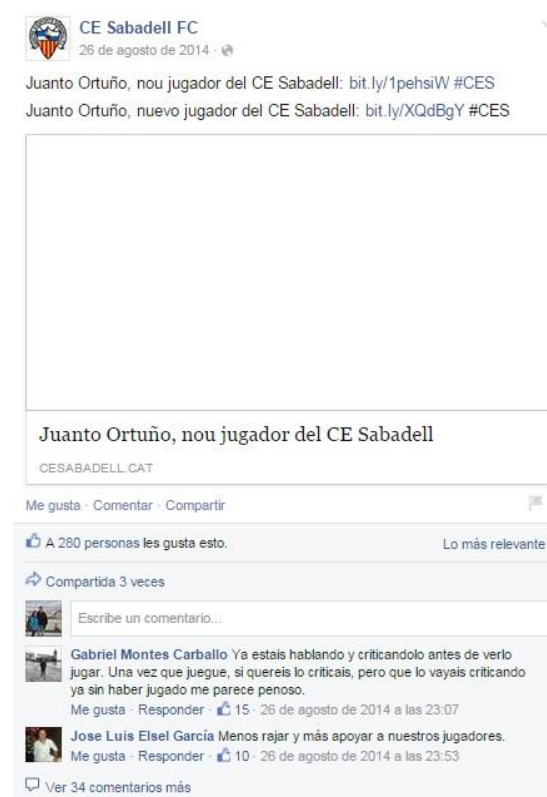 CE Sabadell FC
26 de agosto de 2014 ·
Juanto Ortuño, nou jugador del CE Sabadell: bit.ly/1pehsiW #CES
Juanto Ortuño, nuevo jugador del CE Sabadell: bit.ly/XQdBgY #CES
Juanto Ortuño, nou jugador del CE Sabadell
CESABADELL.CAT
Me gusta · Comentar · Compartir
A 280 personas les gusta esto.
Lo más relevante
Compartida 3 veces
Escribe un comentario...
Gabriel Montes Carballo Ya estais hablando y criticandolo antes de verlo
jugar. Una vez que juegue, si quereis lo criticais, pero que lo vayais criticando
ya sin haber jugado me parece penoso.
Me gusta · Responder · 15 · 26 de agosto de 2014 a las 23:07
Jose Luis Elsel García Menos rajar y más apoyar a nuestros jugadores.
Me gusta · Responder · 10 · 26 de agosto de 2014 a las 23:53
Ver 34 comentarios más